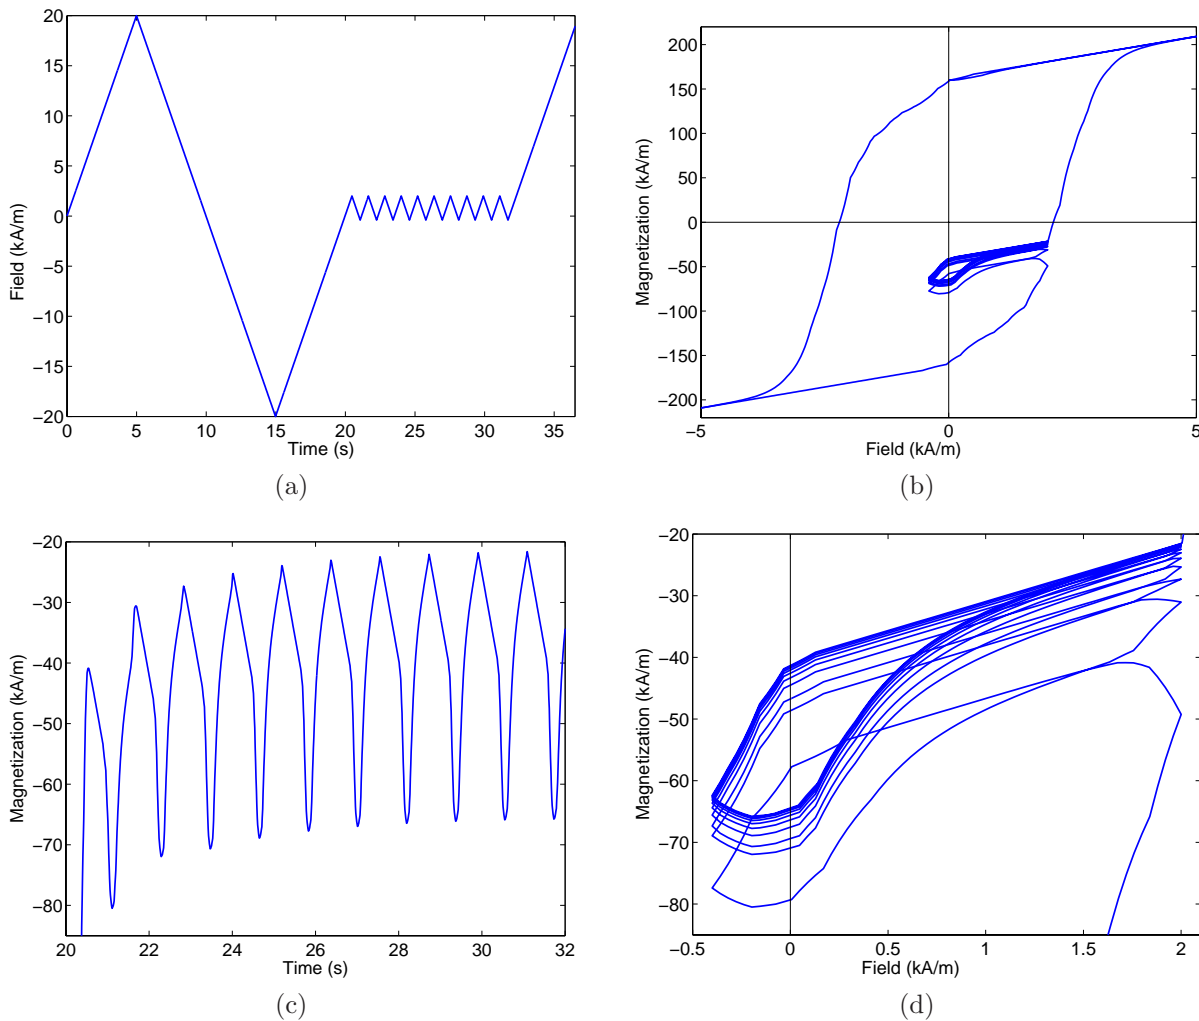 20
15
10
5
0
−5
−10
−15
−20
Field (kA/m)
0 5 10 15 20 25 30 35
Time (s)
(a)
200
150
100
50
0
−50
−100
−150
−200
Magnetization (kA/m)
−5 0 5
Field (kA/m)
(b)
−20
−30
−40
−50
−60
−70
−80
Magnetization (kA/m)
20 22 24 26 28 30 32
Time (s)
(c)
−20
−30
−40
−50
−60
−70
−80
Magnetization (kA/m)
−0.5 0 0.5 1 1.5 2
Field (kA/m)
(d)